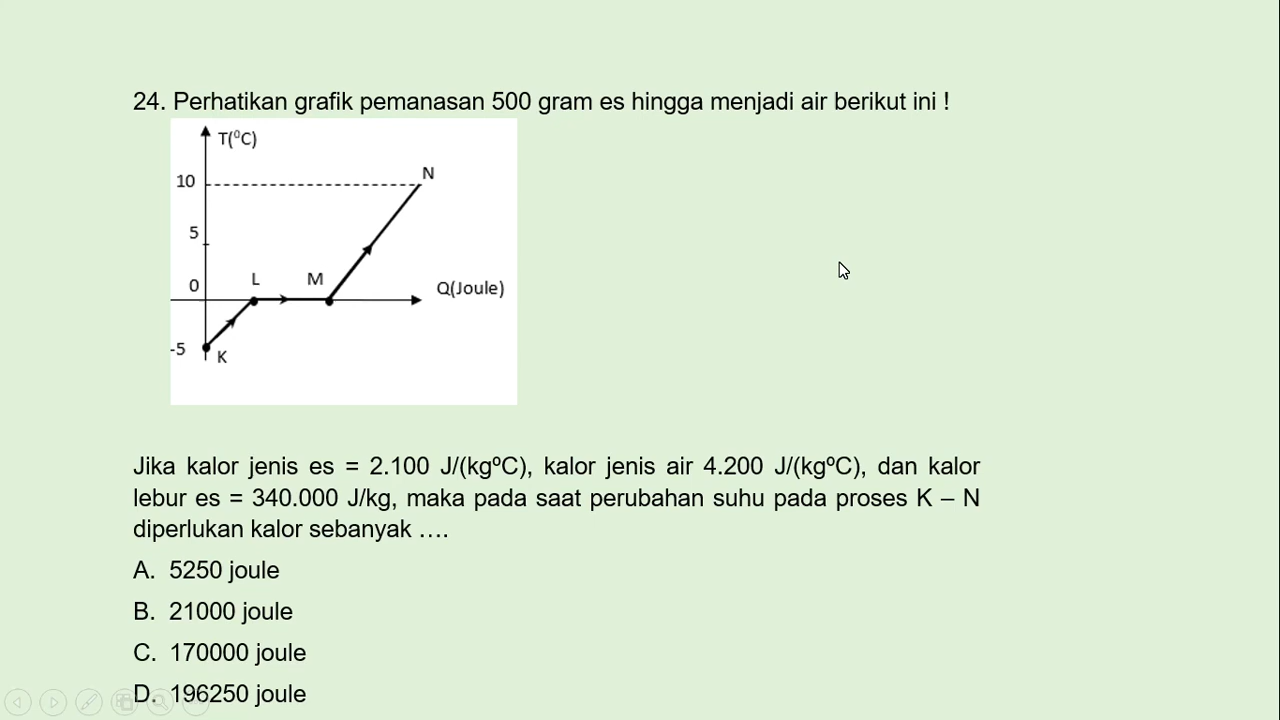 24. Perhatikan grafik pemanasan 500 gram es hingga menjadi air berikut ini !
T(⁰C)
10
N
5
L
M
0
Q(Joule)
-5
K
Jika kalor jenis es = 2.100 J/(kgºC), kalor jenis air 4.200 J/(kgºC), dan kalor
lebur es = 340.000 J/kg, maka pada saat perubahan suhu pada proses K – N
diperlukan kalor sebanyak ….
A. 5250 joule
B. 21000 joule
C. 170000 joule
D. 196250 joule